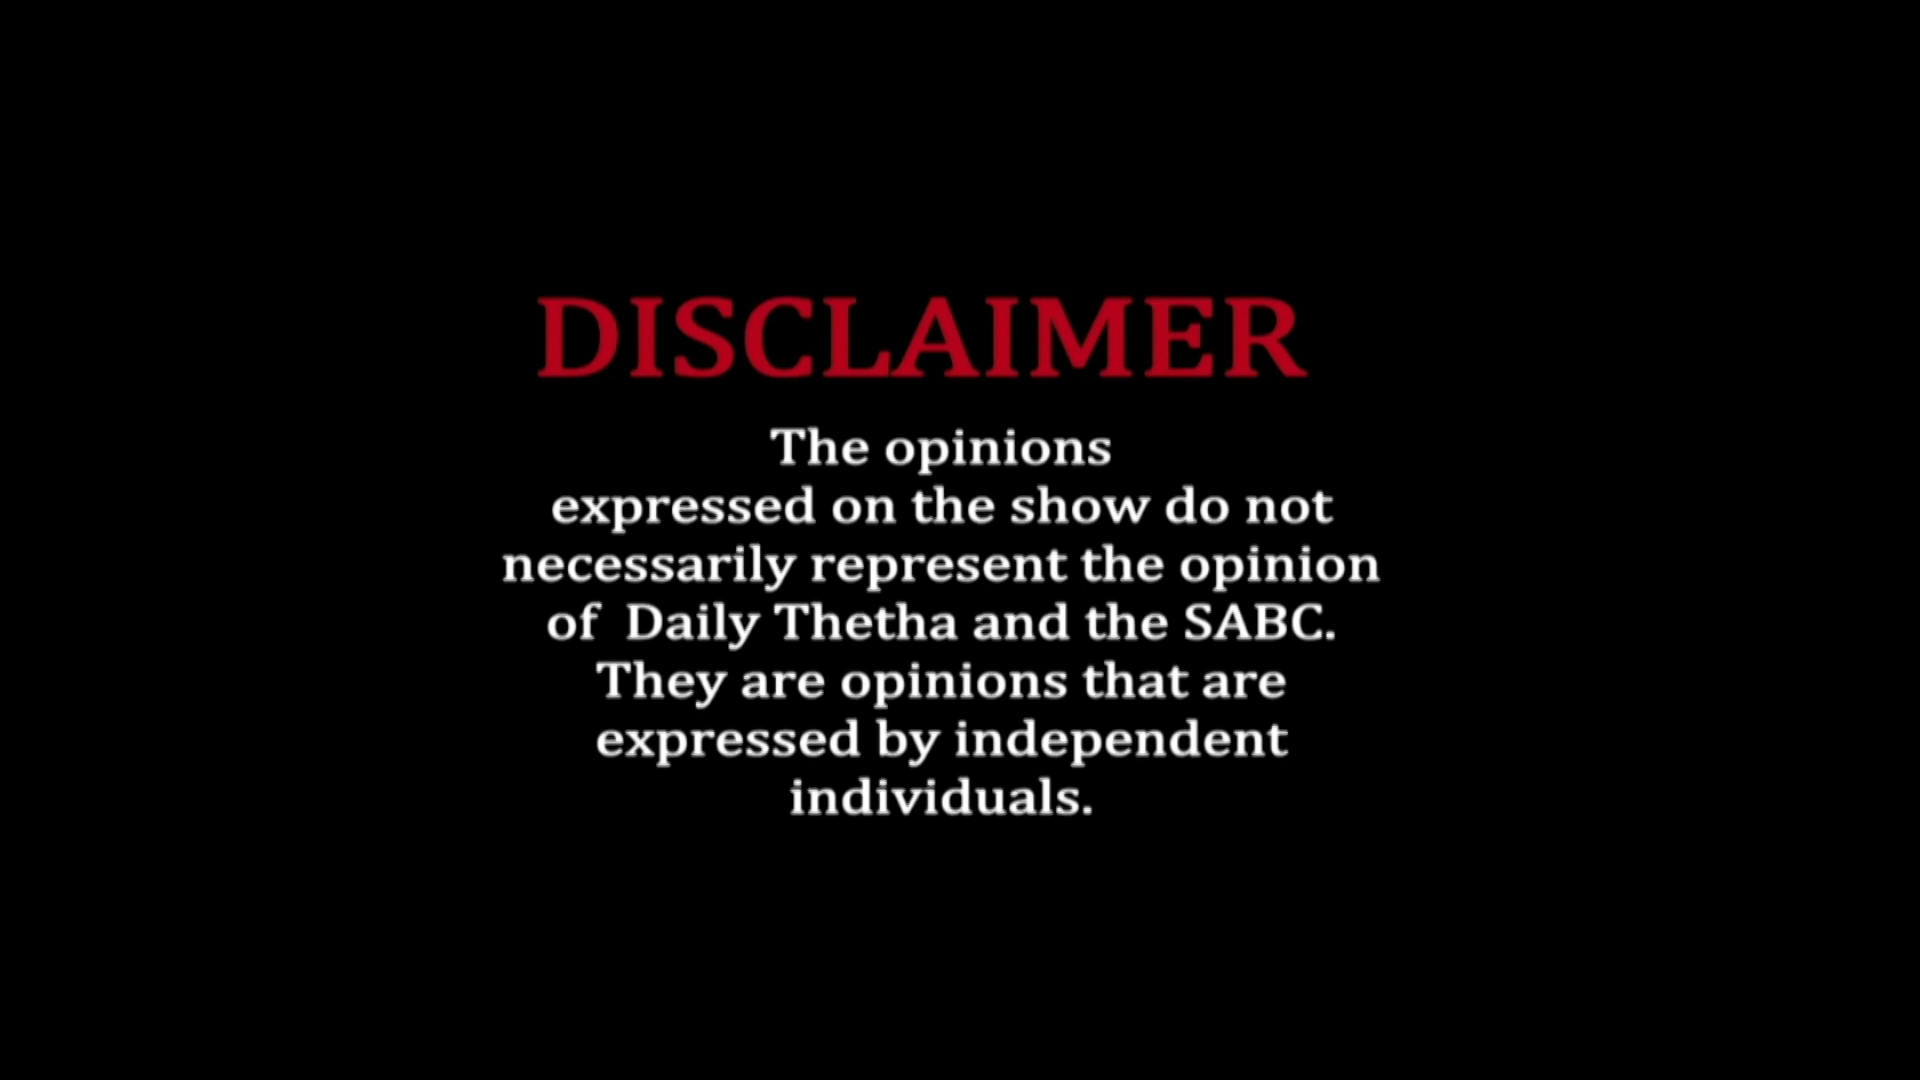 DISCLAIMER
The opinions
expressed on the show do not
necessarily represent the opinion
of  Daily Thetha and the SABC.
They are opinions that are
expressed by independent
individuals.